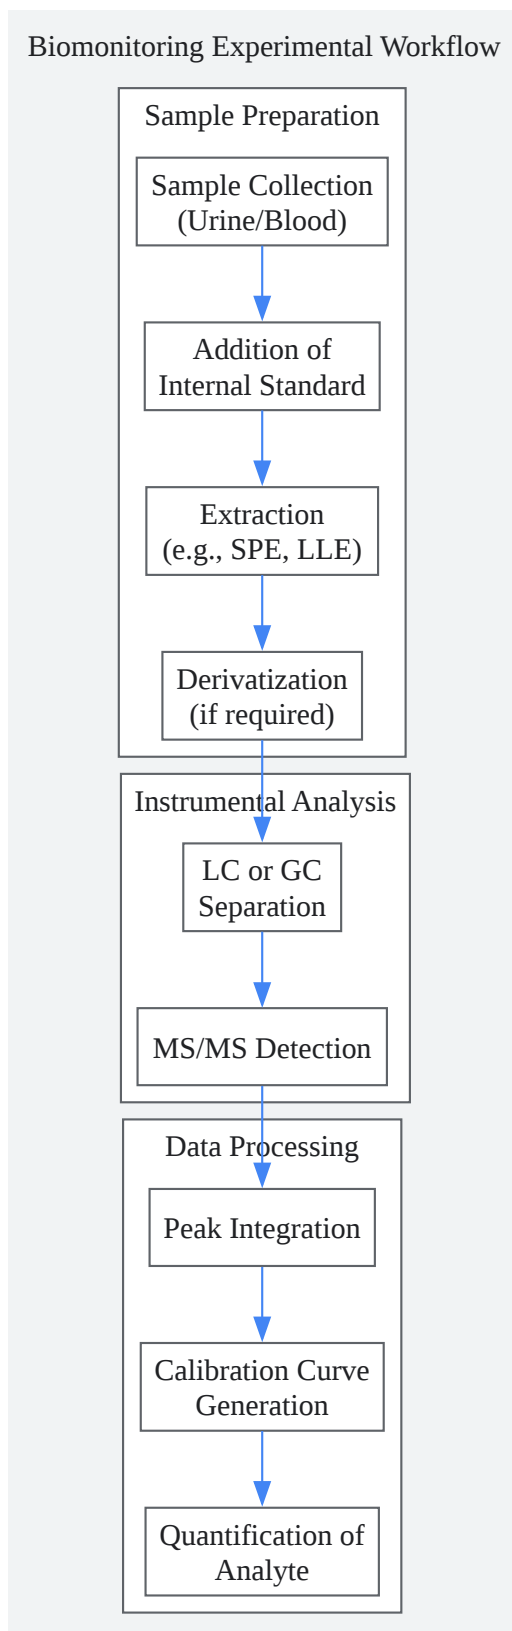 Biomonitoring Experimental Workflow
Sample Preparation
Sample Collection
(Urine/Blood)
Addition of
Internal Standard
Extraction
(e.g., SPE, LLE)
Derivatization
(if required)
Instrumental Analysis
LC or GC
Separation
MS/MS Detection
Data Processing
Peak Integration
Calibration Curve
Generation
Quantification of
Analyte